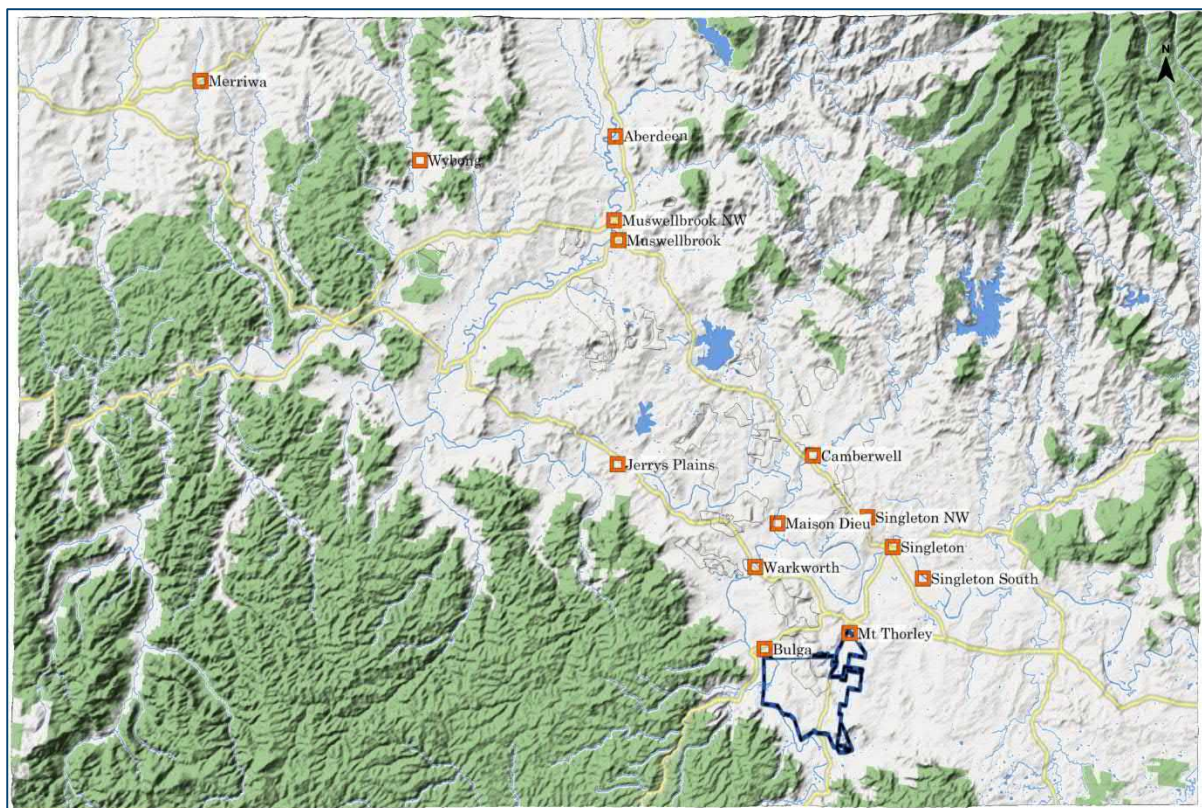 N
Merriwa
Aberdeen
Wybong
Muswellbrook NW
Muswellbrook
Camberwell
Jerrys Plains
Singleton NW
Maison Dieu
Singleton
Warkworth
Singleton South
Mt Thorley
Bulga